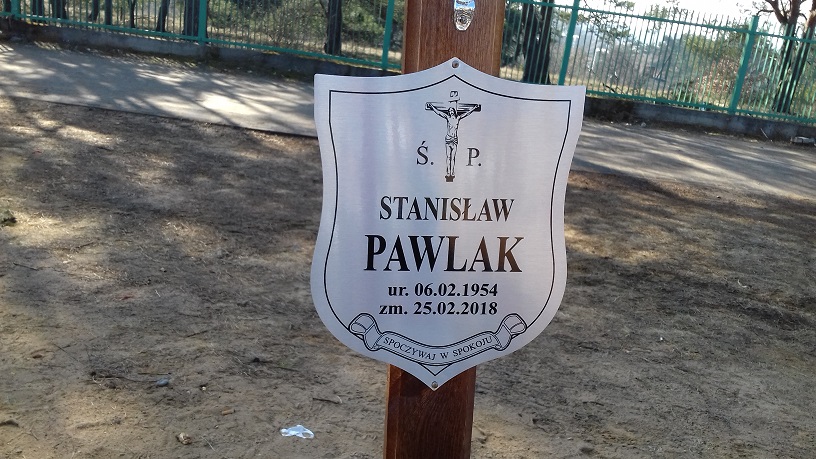 Ś. P.
STANISŁAW
PAWLAK
ur. 06.02.1954
zm. 25.02.2018
SPOCZYWAJ W SPOKOJU